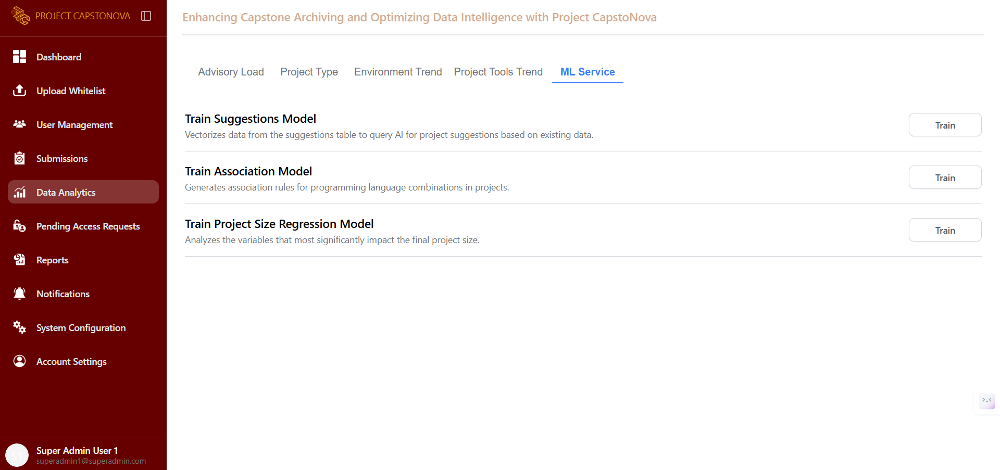 PROJECT CAPSTONOVA
Enhancing Capstone Archiving and Optimizing Data Intelligence with Project CapstoNova
Dashboard
Upload Whitelist
User Management
Submissions
Data Analytics
Pending Access Requests
Reports
Notifications
System Configuration
Account Settings
S1
Super Admin User 1
superadmin1@superadmin.com
Advisory Load Project Type Environment Trend Project Tools Trend ML Service
Train Suggestions Model
Vectorizes data from the suggestions table to query AI for project suggestions based on existing data.
Train
Train Association Model
Generates association rules for programming language combinations in projects.
Train
Train Project Size Regression Model
Analyzes the variables that most significantly impact the final project size.
Train